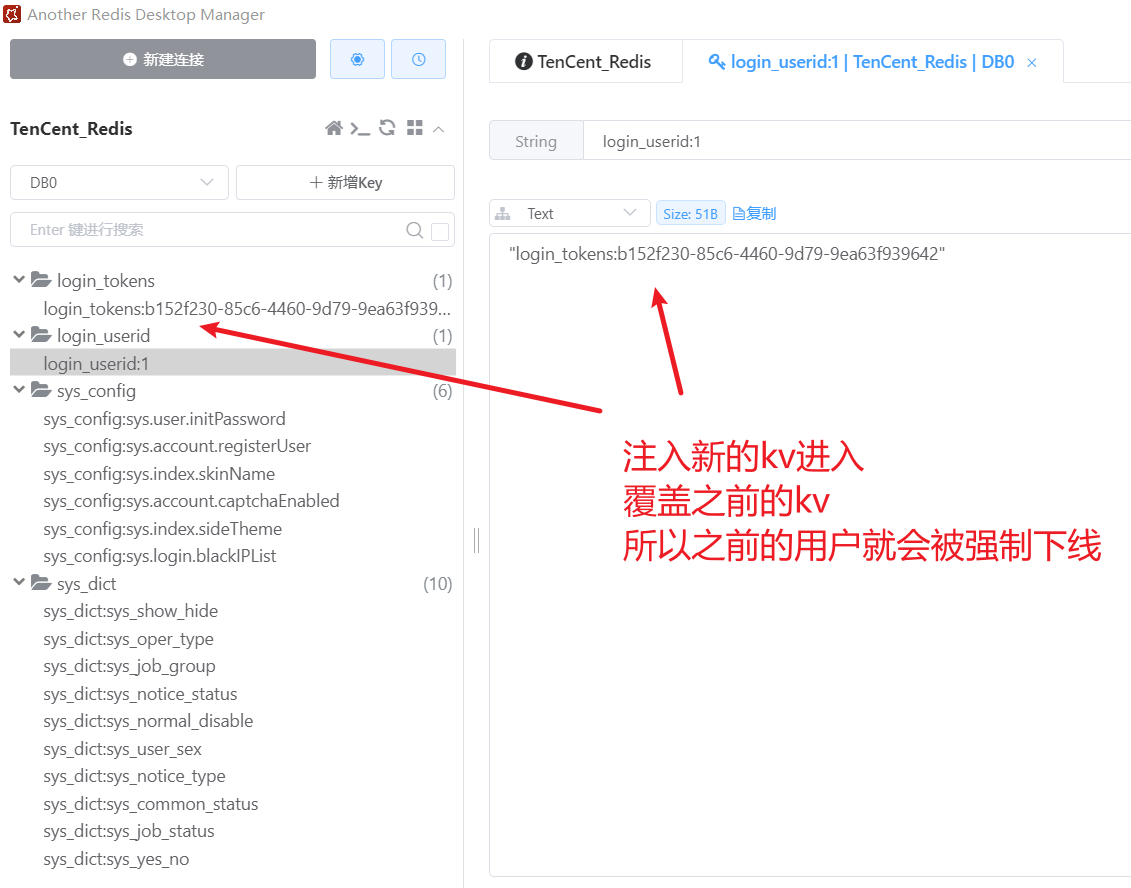 Another Redis Desktop Manager
新建连接
TenCent_Redis
DB0
新增Key
Enter 键进行搜索
login_tokens (1)
login_tokens:b152f230-85c6-4460-9d79-9ea63f939...
login_userid (1)
login_userid:1
sys_config (6)
sys_config:sys.user.initPassword
sys_config:sys.account.registerUser
sys_config:sys.index.skinName
sys_config:sys.account.captchaEnabled
sys_config:sys.index.sideTheme
sys_config:sys.login.blackIPList
sys_dict (10)
sys_dict:sys_show_hide
sys_dict:sys_oper_type
sys_dict:sys_job_group
sys_dict:sys_notice_status
sys_dict:sys_normal_disable
sys_dict:sys_user_sex
sys_dict:sys_notice_type
sys_dict:sys_common_status
sys_dict:sys_job_status
sys_dict:sys_yes_no
TenCent_Redis
login_userid:1 | TenCent_Redis | DB0
String login_userid:1
Text Size: 51B 复制
"login_tokens:b152f230-85c6-4460-9d79-9ea63f939642"
注入新的kv进入
覆盖之前的kv
所以之前的用户就会被强制下线